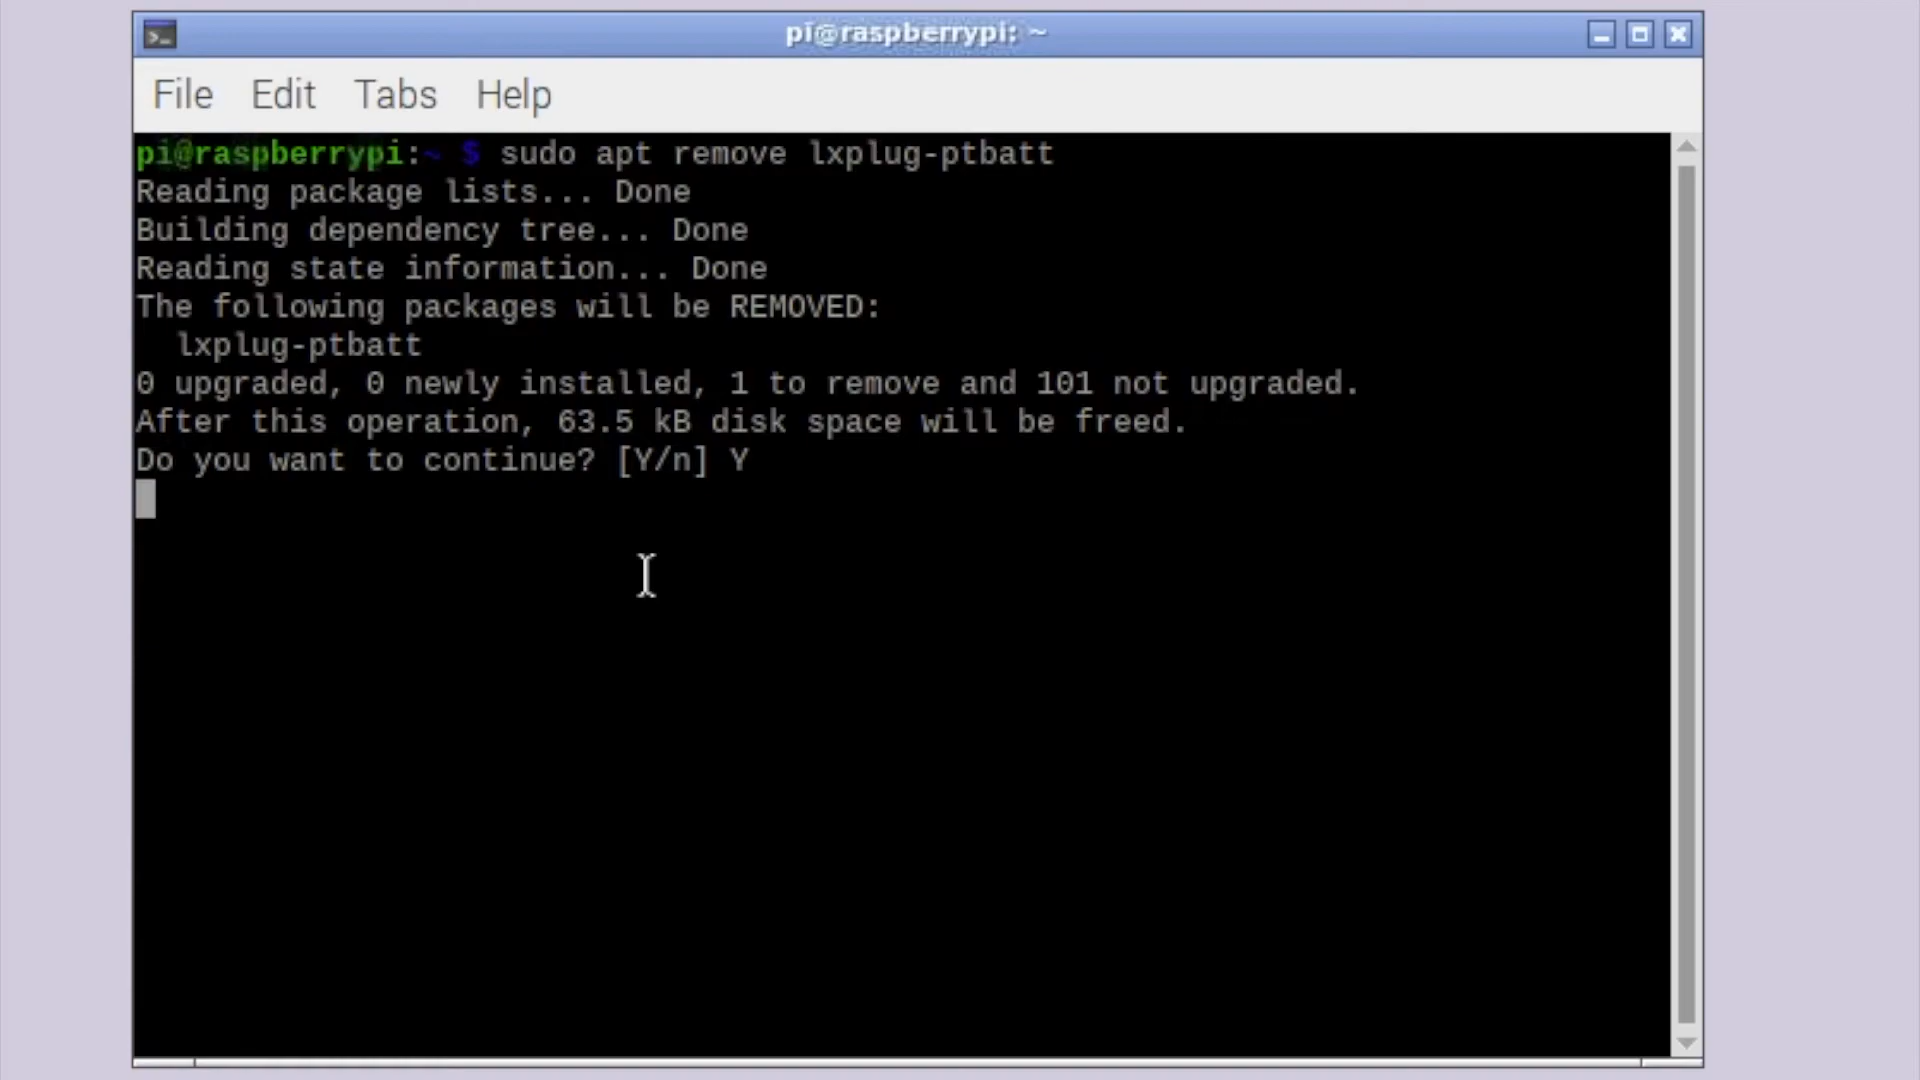 pi@raspberrypi: ~
File Edit Tabs Help
pi@raspberrypi:~ $ sudo apt remove lxplug-ptbatt
Reading package lists... Done
Building dependency tree... Done
Reading state information... Done
The following packages will be REMOVED:
  lxplug-ptbatt
0 upgraded, 0 newly installed, 1 to remove and 101 not upgraded.
After this operation, 63.5 kB disk space will be freed.
Do you want to continue? [Y/n] Y